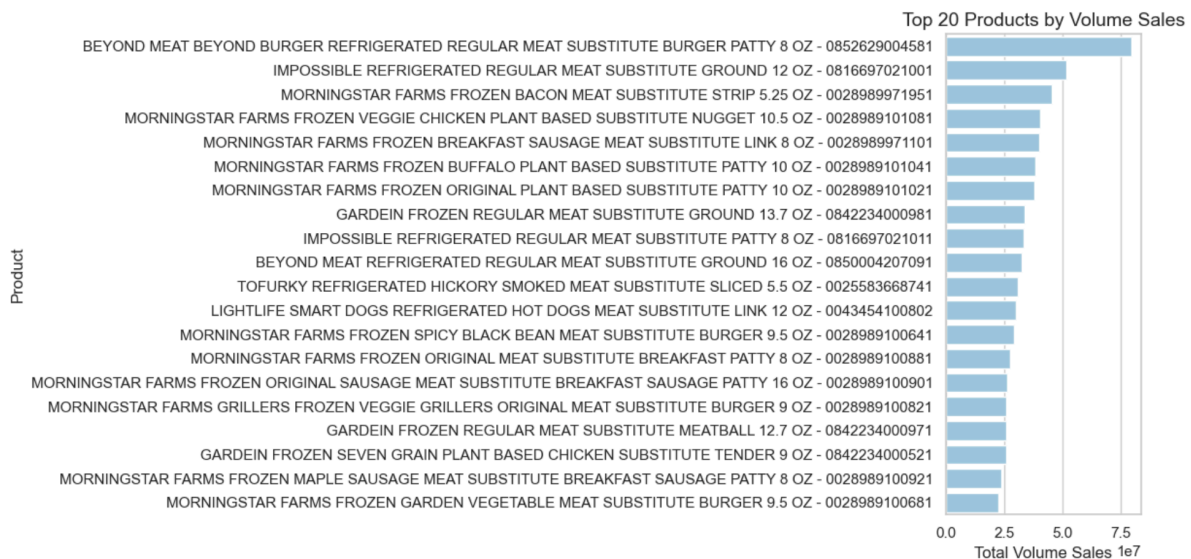 Top 20 Products by Volume Sales
BEYOND MEAT BEYOND BURGER REFRIGERATED REGULAR MEAT SUBSTITUTE BURGER PATTY 8 OZ - 0852629004581
IMPOSSIBLE REFRIGERATED REGULAR MEAT SUBSTITUTE GROUND 12 OZ - 0816697021001
MORNINGSTAR FARMS FROZEN BACON MEAT SUBSTITUTE STRIP 5.25 OZ - 0028989971951
MORNINGSTAR FARMS FROZEN VEGGIE CHICKEN PLANT BASED SUBSTITUTE NUGGET 10.5 OZ - 0028989101081
MORNINGSTAR FARMS FROZEN BREAKFAST SAUSAGE MEAT SUBSTITUTE LINK 8 OZ - 0028989971101
MORNINGSTAR FARMS FROZEN BUFFALO PLANT BASED SUBSTITUTE PATTY 10 OZ - 0028989101041
MORNINGSTAR FARMS FROZEN ORIGINAL PLANT BASED SUBSTITUTE PATTY 10 OZ - 0028989101021
GARDEIN FROZEN REGULAR MEAT SUBSTITUTE GROUND 13.7 OZ - 0842234000981
IMPOSSIBLE REFRIGERATED REGULAR MEAT SUBSTITUTE PATTY 8 OZ - 0816697021011
BEYOND MEAT REFRIGERATED REGULAR MEAT SUBSTITUTE GROUND 16 OZ - 0850004207091
TOFURKY REFRIGERATED HICKORY SMOKED MEAT SUBSTITUTE SLICED 5.5 OZ - 0025583668741
LIGHTLIFE SMART DOGS REFRIGERATED HOT DOGS MEAT SUBSTITUTE LINK 12 OZ - 0043454100802
MORNINGSTAR FARMS FROZEN SPICY BLACK BEAN MEAT SUBSTITUTE BURGER 9.5 OZ - 0028989100641
MORNINGSTAR FARMS FROZEN ORIGINAL MEAT SUBSTITUTE BREAKFAST PATTY 8 OZ - 0028989100881
MORNINGSTAR FARMS FROZEN ORIGINAL SAUSAGE MEAT SUBSTITUTE BREAKFAST SAUSAGE PATTY 16 OZ - 0028989100901
MORNINGSTAR FARMS GRILLERS FROZEN VEGGIE GRILLERS ORIGINAL MEAT SUBSTITUTE BURGER 9 OZ - 0028989100821
GARDEIN FROZEN REGULAR MEAT SUBSTITUTE MEATBALL 12.7 OZ - 0842234000971
GARDEIN FROZEN SEVEN GRAIN PLANT BASED CHICKEN SUBSTITUTE TENDER 9 OZ - 0842234000521
MORNINGSTAR FARMS FROZEN MAPLE SAUSAGE MEAT SUBSTITUTE BREAKFAST SAUSAGE PATTY 8 OZ - 0028989100921
MORNINGSTAR FARMS FROZEN GARDEN VEGETABLE MEAT SUBSTITUTE BURGER 9.5 OZ - 0028989100681
Product
0.0 2.5 5.0 7.5
Total Volume Sales 1e7